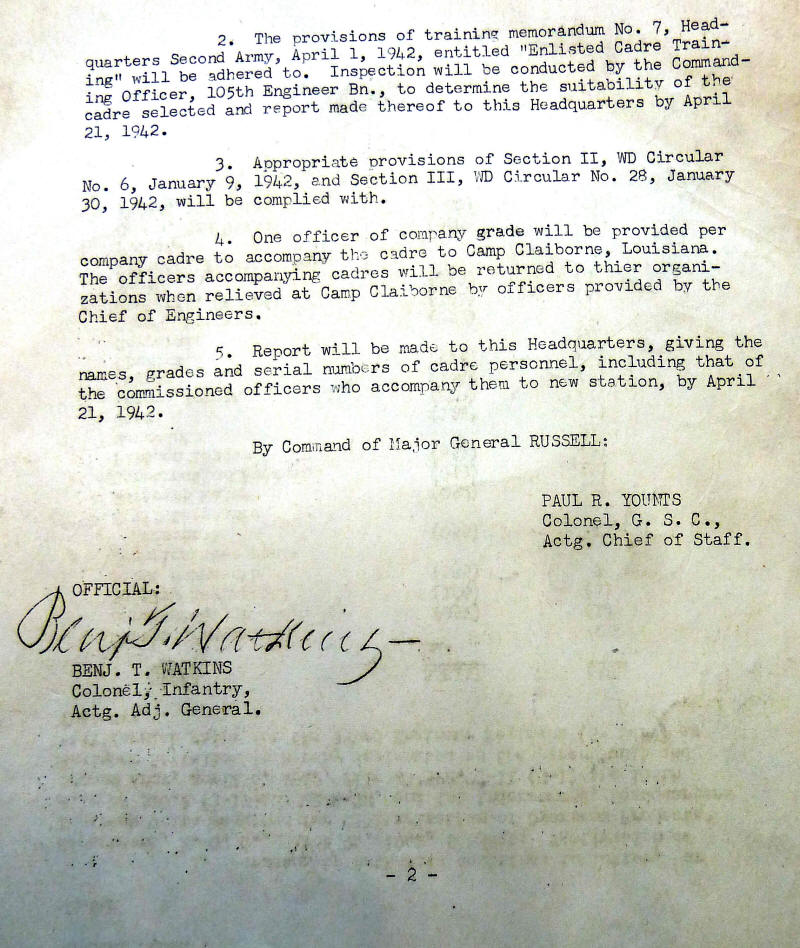 2. The provisions of training memorandum No. 7, Head-
quarters Second Army, April 1, 1942, entitled "Enlisted Cadre Train-
ing" will be adhered to. Inspection will be conducted by the Command-
ing Officer, 105th Engineer Bn., to determine the suitability of the
cadre selected and report made thereof to this Headquarters by April
21, 1942.
3. Appropriate provisions of Section II, WD Circular
No. 6, January 9, 1942, and Section III, WD Circular No. 28, January
30, 1942, will be complied with.
4. One officer of company grade will be provided per
company cadre to accompany the cadre to Camp Claiborne, Louisiana.
The officers accompanying cadres will be returned to thier organi-
zations when relieved at Camp Claiborne by officers provided by the
Chief of Engineers.
5. Report will be made to this Headquarters, giving the
names, grades and serial numbers of cadre personnel, including that of
the commissioned officers who accompany them to new station, by April
21, 1942.
By Command of Major General RUSSELL:
PAUL R. YOUNTS
Colonel, G. S. C.,
Actg. Chief of Staff.
OFFICIAL:
Benj. T. Watkins
BENJ. T. WATKINS
Colonel, Infantry,
Actg. Adj. General.
- 2 -